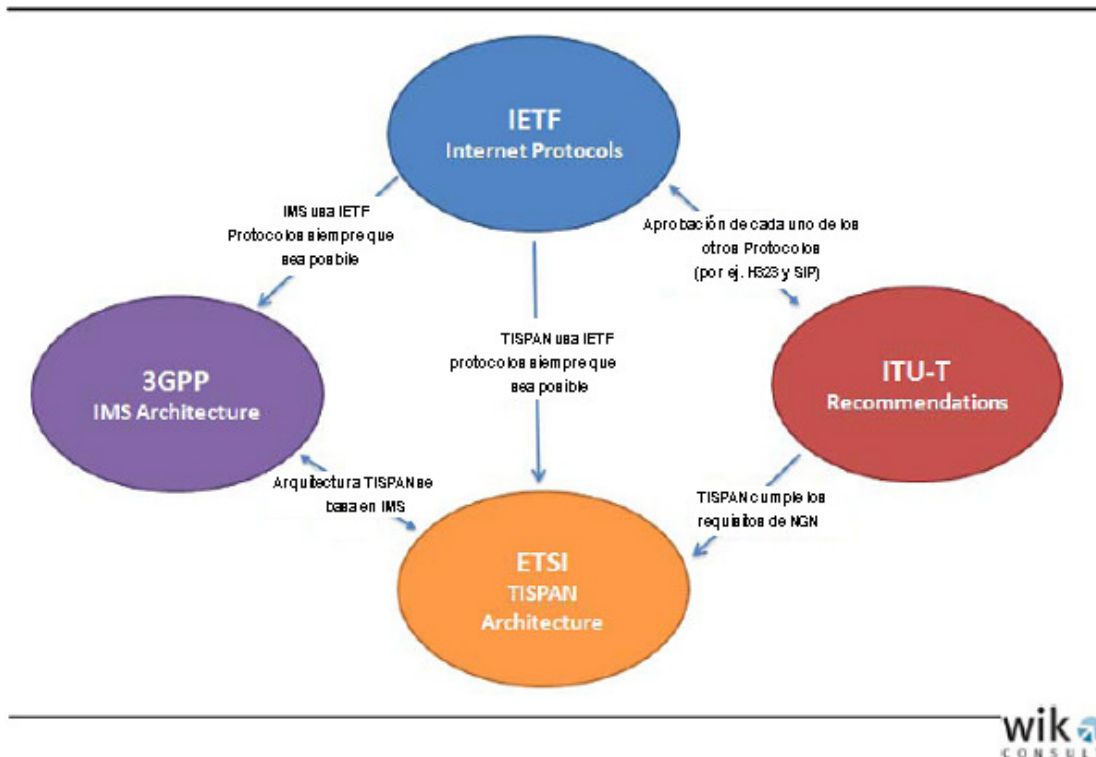 IETF
Internet Protocols
IMS usa IETF
Protocolos siempre que
sea posbile
Aprobación de cada uno de los
otros Protocolos
(por ej. H323 y SIP)
TISPAN usa IETF
protocolos siempre que
sea posible
3GPP
IMS Architecture
ITU-T
Recommendations
Arquitectura TISPAN se
basa en IMS
TISPAN cumple los
requisitos de NGN
ETSI
TISPAN
Architecture
wik
CONSULT